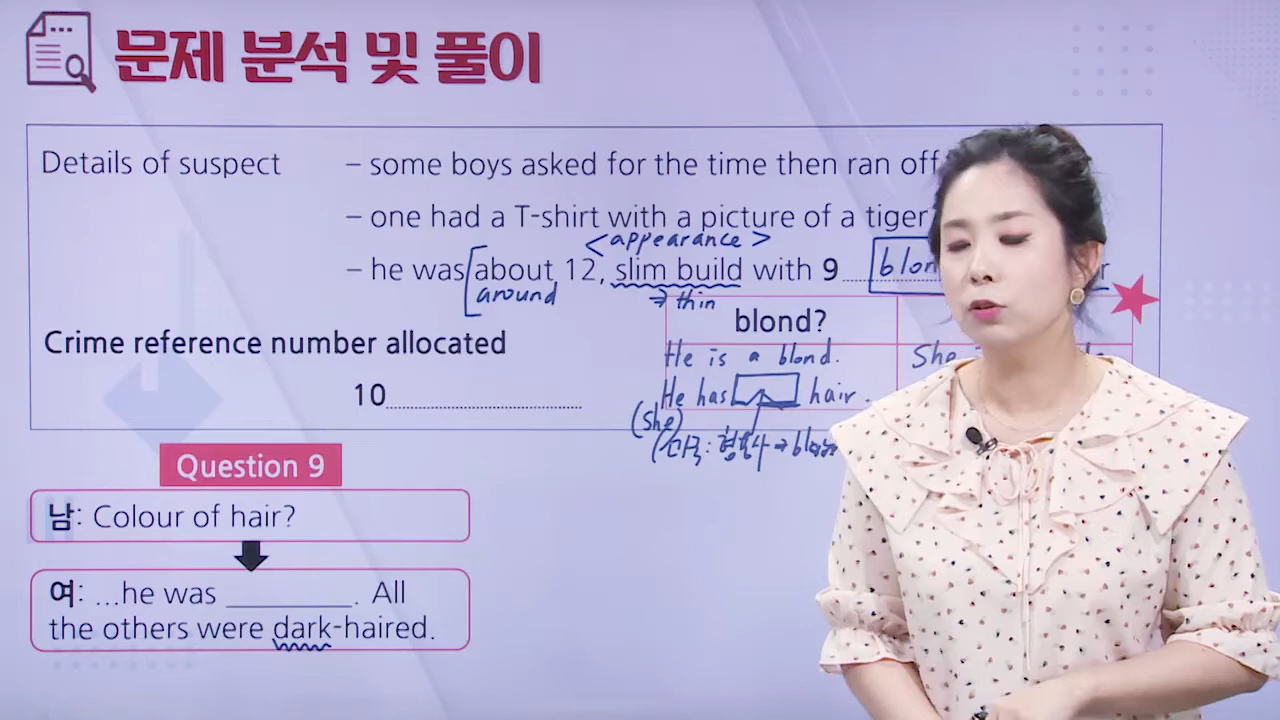 문제 분석 및 풀이
Details of suspect – some boys asked for the time then ran off
– one had a T-shirt with a picture of a tiger
<appearance>
– he was about 12, slim build with 9 blon
around
⇒ thin
blond?
Crime reference number allocated
He is a blond. She
10
He has hair.
(she)
Question 9
남: Colour of hair?
여: ...he was ________. All
the others were dark-haired.